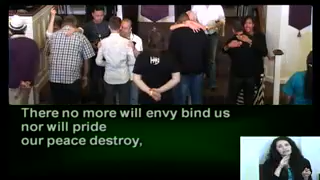 There no more will envy bind us
nor will pride
our peace destroy,